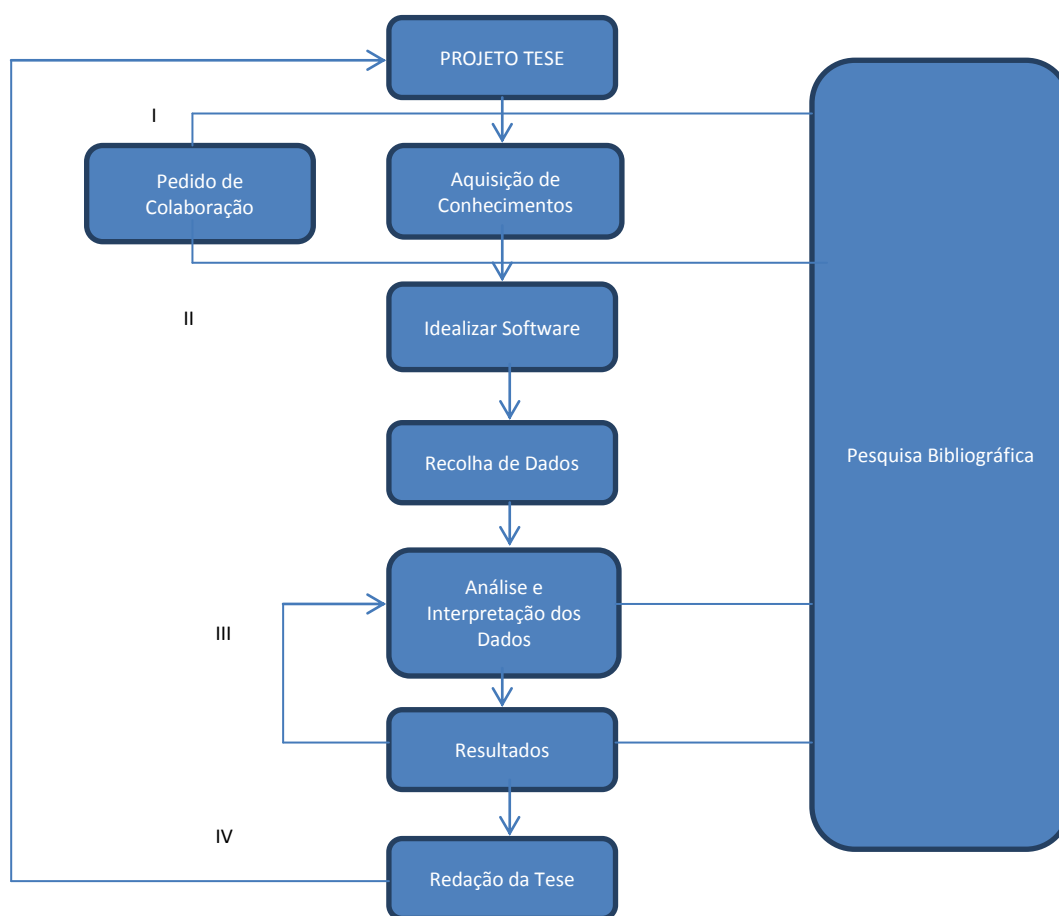 PROJETO TESE
I
Pedido de
Colaboração
Aquisição de
Conhecimentos
II
Idealizar Software
Recolha de Dados
Pesquisa Bibliográfica
Análise e
Interpretação dos
Dados
III
Resultados
IV
Redação da Tese